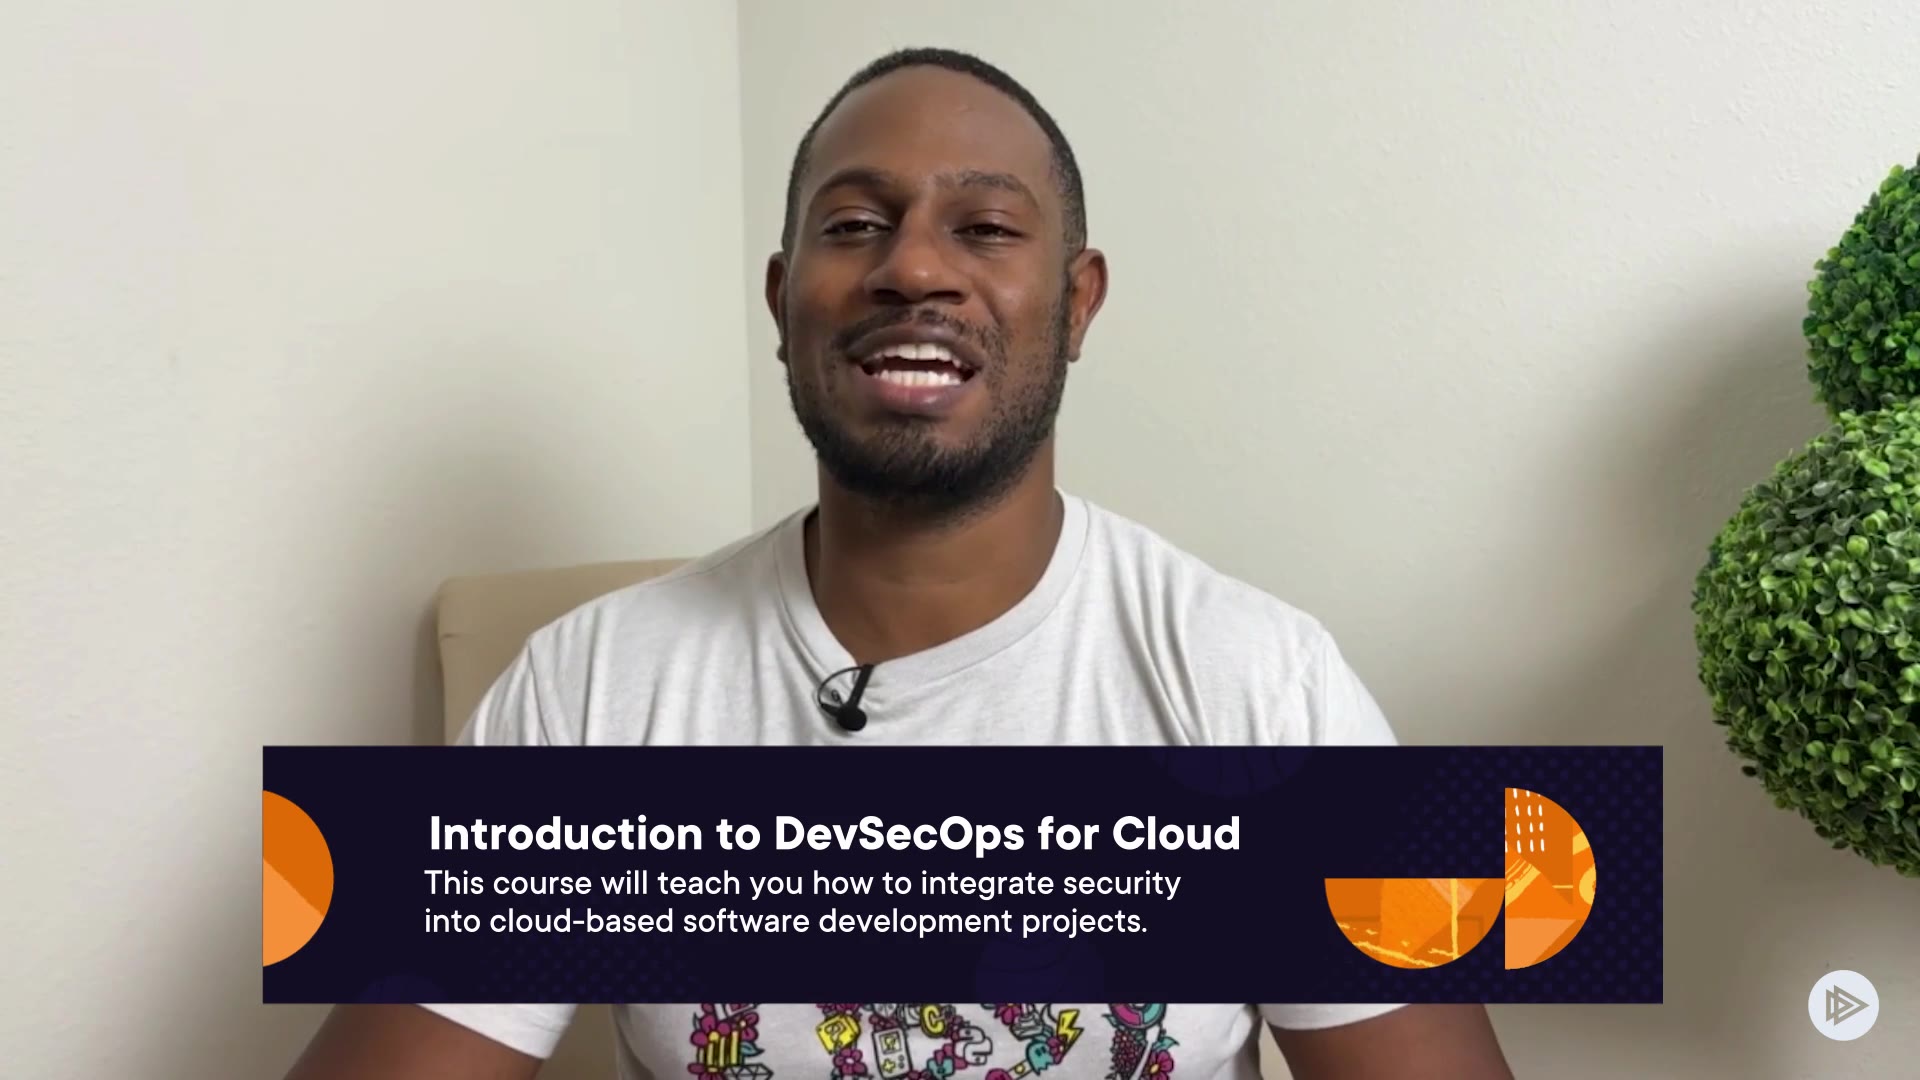 Introduction to DevSecOps for Cloud
This course will teach you how to integrate security
into cloud-based software development projects.